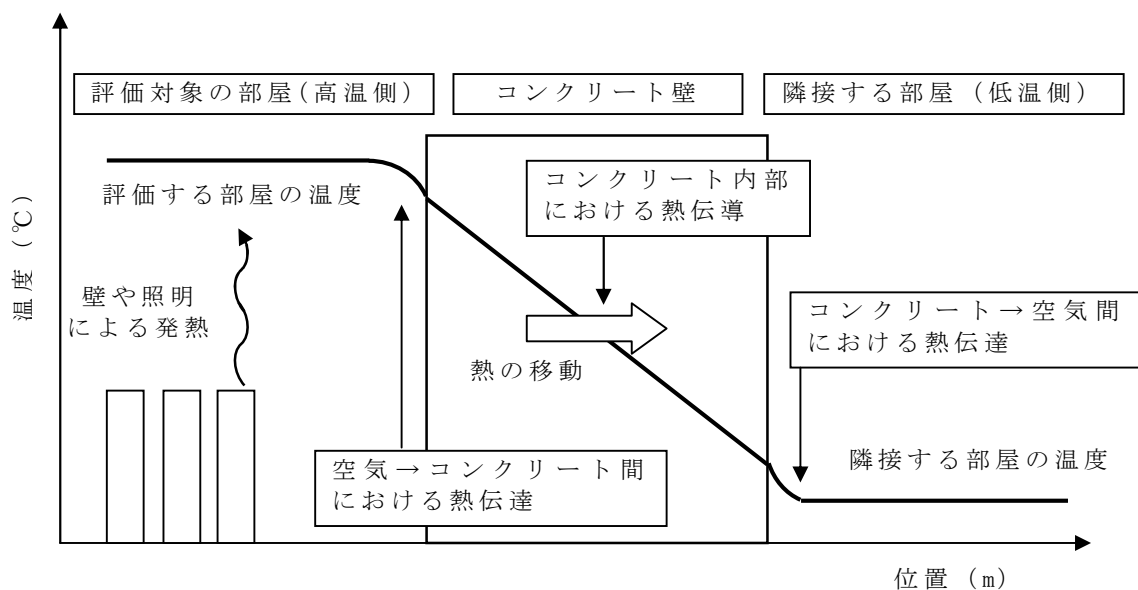 評価対象の部屋(高温側)
コンクリート壁
隣接する部屋(低温側)
評価する部屋の温度
コンクリート内部
における熱伝導
温度(℃)
壁や照明
による発熱
コンクリート→空気間
における熱伝達
熱の移動
空気→コンクリート間
における熱伝達
隣接する部屋の温度
位置(m)